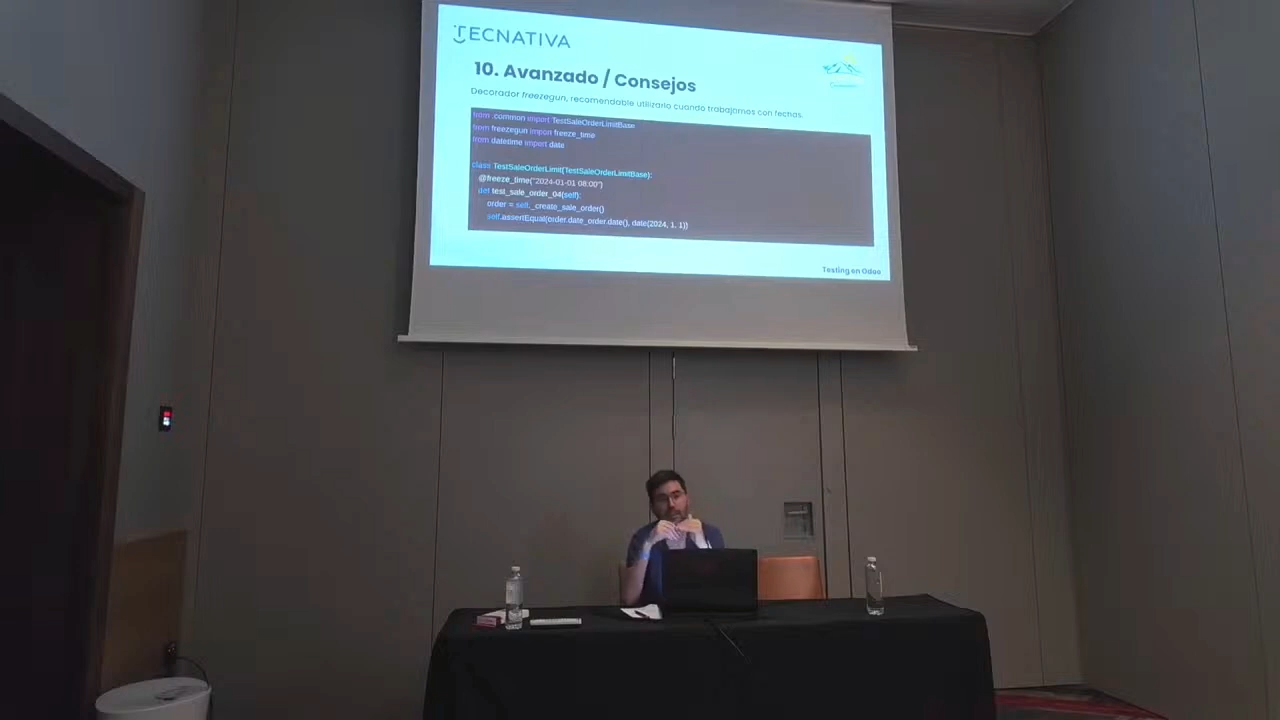 TECNATIVA
10. Avanzado / Consejos
Decorador freezegun, recomendable utilizarlo cuando trabajamos con fechas.
from .common import TestSaleOrderLimitBase
from freezegun import freeze_time
from datetime import date
class TestSaleOrderLimit(TestSaleOrderLimitBase):
@freeze_time("2024-01-01 08:00")
def test_sale_order_04(self):
order = self._create_sale_order()
self.assertEqual(order.date_order.date(), date(2024, 1, 1))
Testing en Odoo